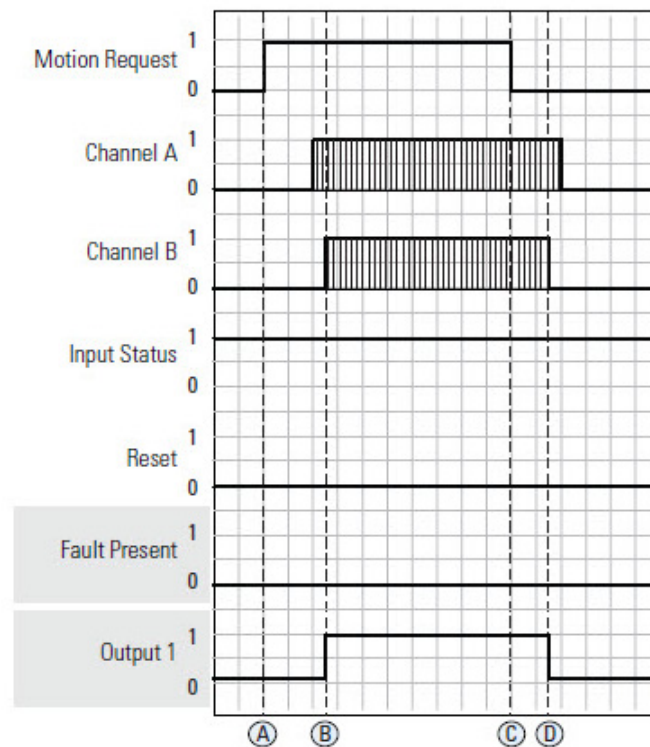 Motion Request 1
0
Channel A 1
0
Channel B 1
0
Input Status 1
0
Reset 1
0
Fault Present 1
0
Output 1 1
0
A B C D